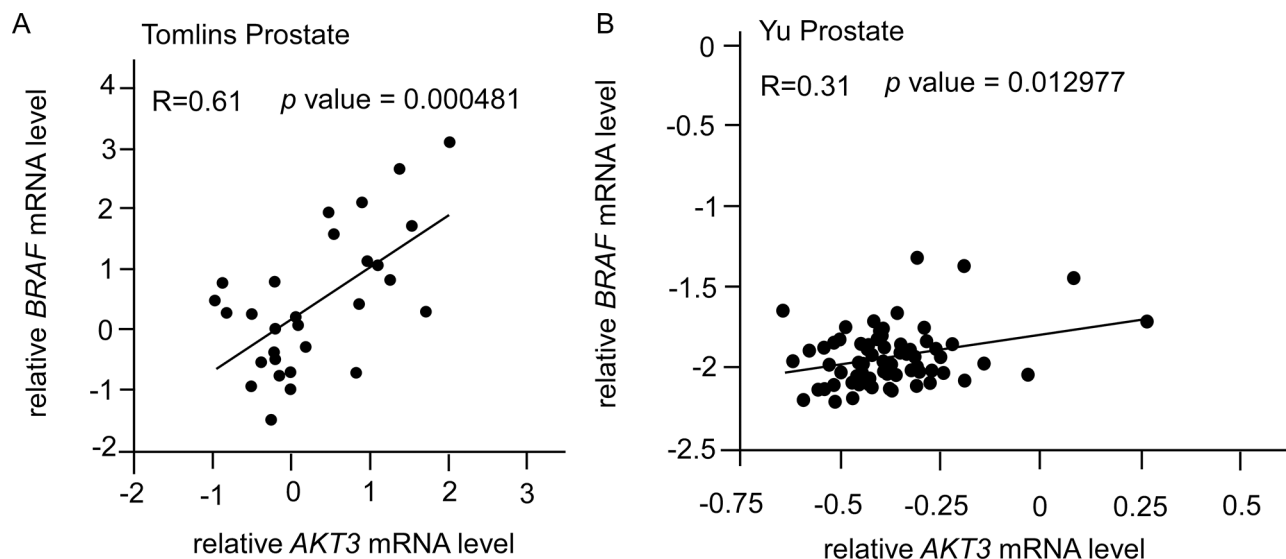 A
Tomlins Prostate
R=0.61 p value = 0.000481
relative BRAF mRNA level
4
3
2
1
0
-1
-2
-2 -1 0 1 2 3
relative AKT3 mRNA level
B
Yu Prostate
R=0.31 p value = 0.012977
relative BRAF mRNA level
0
-0.5
-1
-1.5
-2
-2.5
-0.75 -0.5 -0.25 0 0.25 0.5
relative AKT3 mRNA level